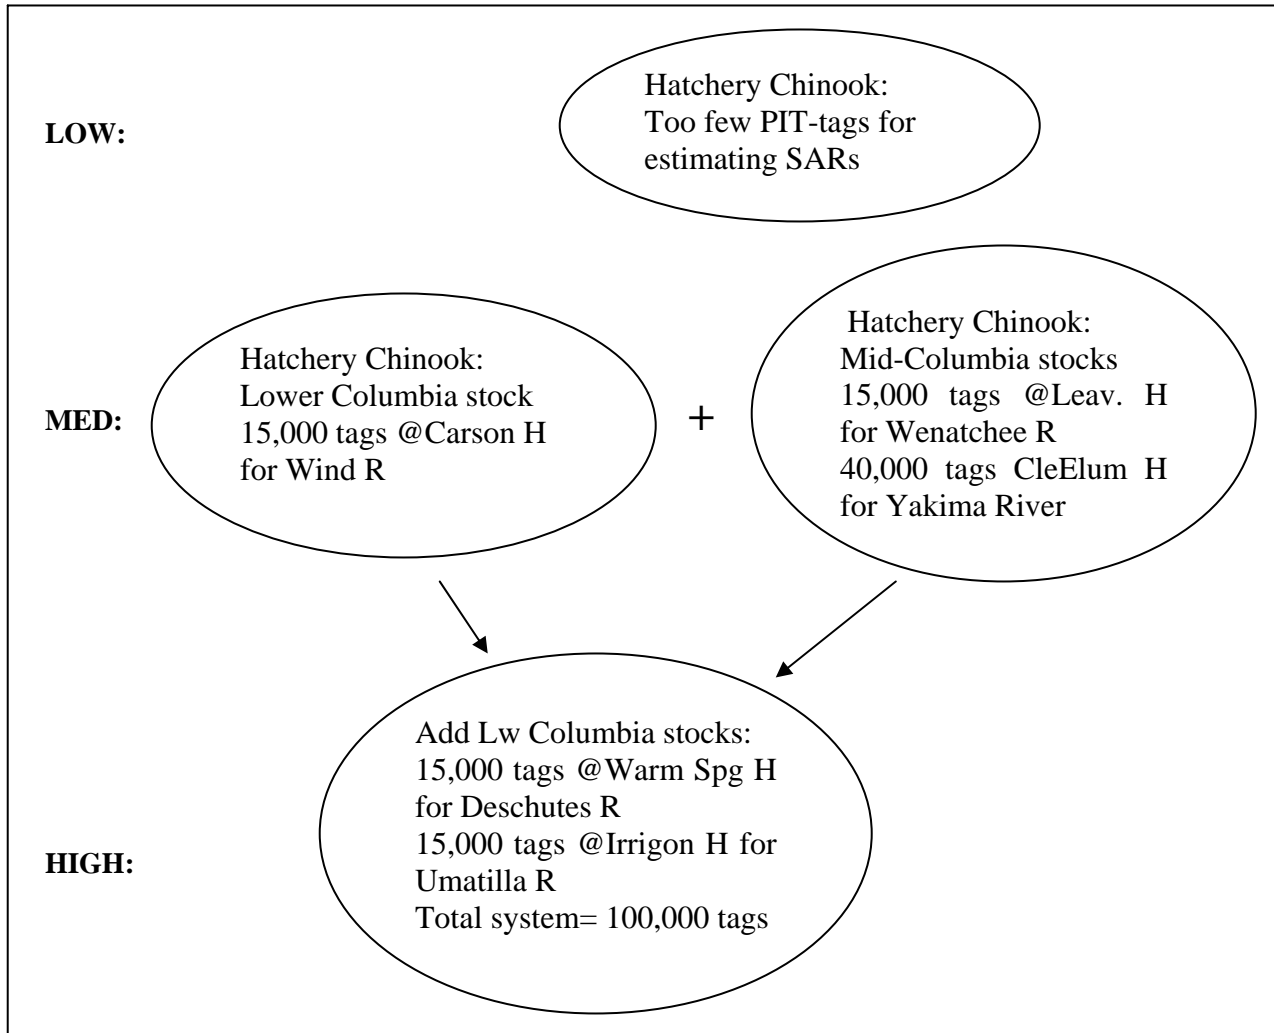 LOW:
Hatchery Chinook:
Too few PIT-tags for
estimating SARs
MED:
Hatchery Chinook:
Lower Columbia stock
15,000 tags @Carson H
for Wind R
+
Hatchery Chinook:
Mid-Columbia stocks
15,000 tags @Leav. H
for Wenatchee R
40,000 tags CleElum H
for Yakima River
HIGH:
Add Lw Columbia stocks:
15,000 tags @Warm Spg H
for Deschutes R
15,000 tags @Irrigon H for
Umatilla R
Total system= 100,000 tags